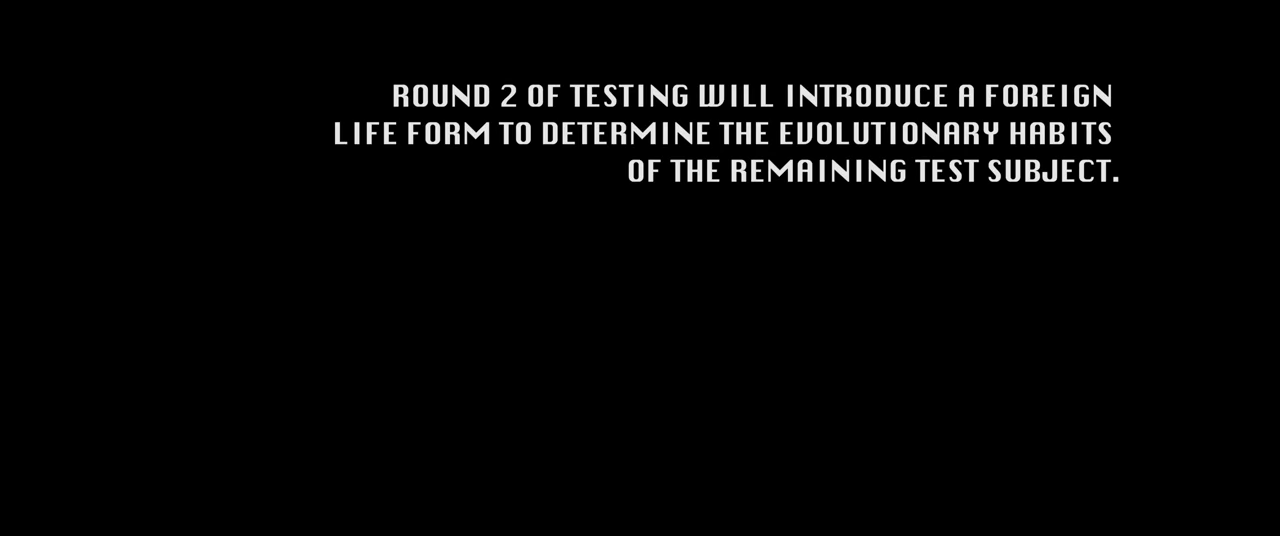 ROUND 2 OF TESTING WILL INTRODUCE A FOREIGN
LIFE FORM TO DETERMINE THE EVOLUTIONARY HABITS
OF THE REMAINING TEST SUBJECT.